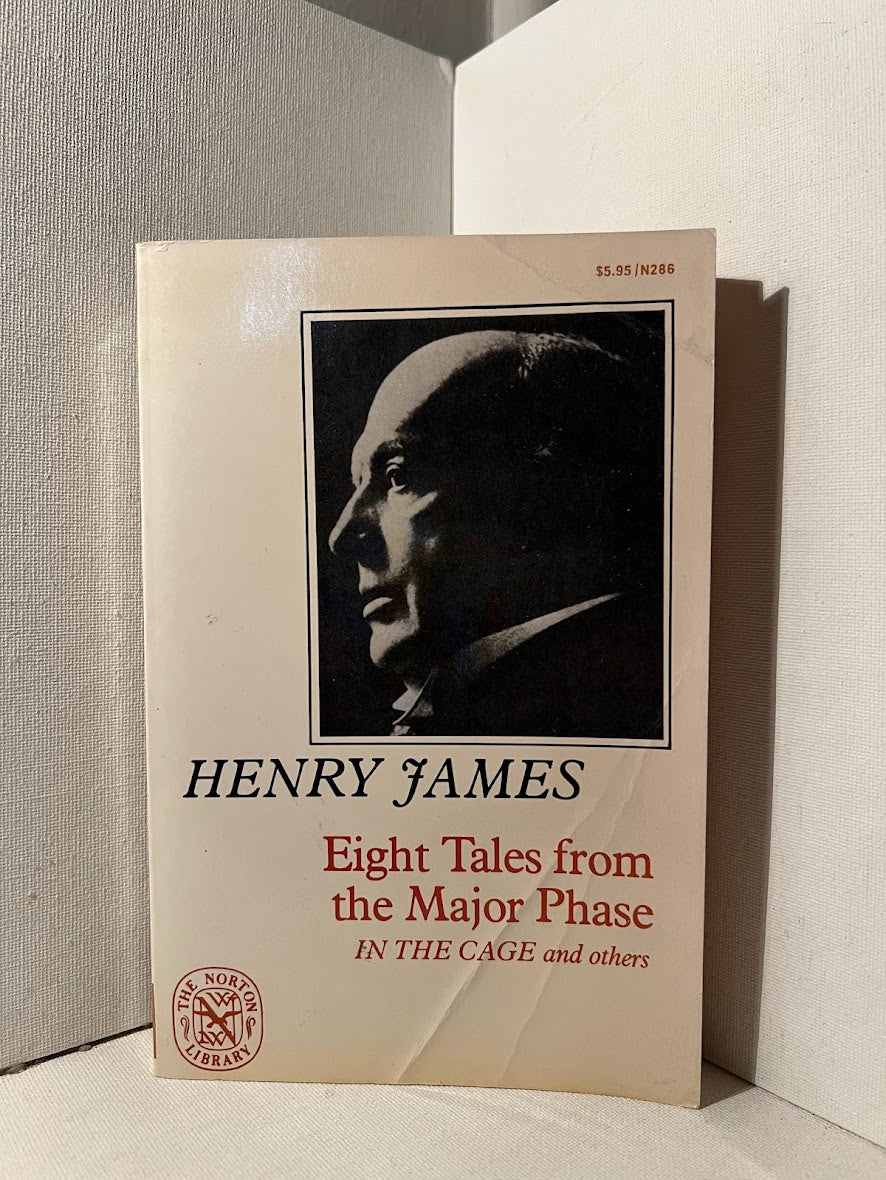 $5.95/N286
HENRY JAMES
Eight Tales from
the Major Phase
IN THE CAGE and others
THE NORTON
LIBRARY